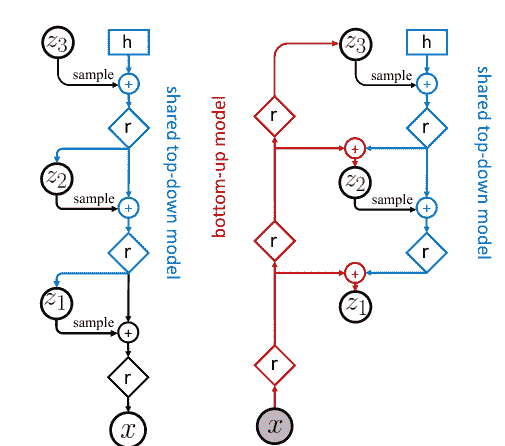 z3
h
sample
+
r
z2
sample
+
r
z1
sample
+
r
x
shared top-down model
bottom-up model
z3
h
sample
+
r
r
+
z2
sample
+
r
r
+
z1
r
x
shared top-down model